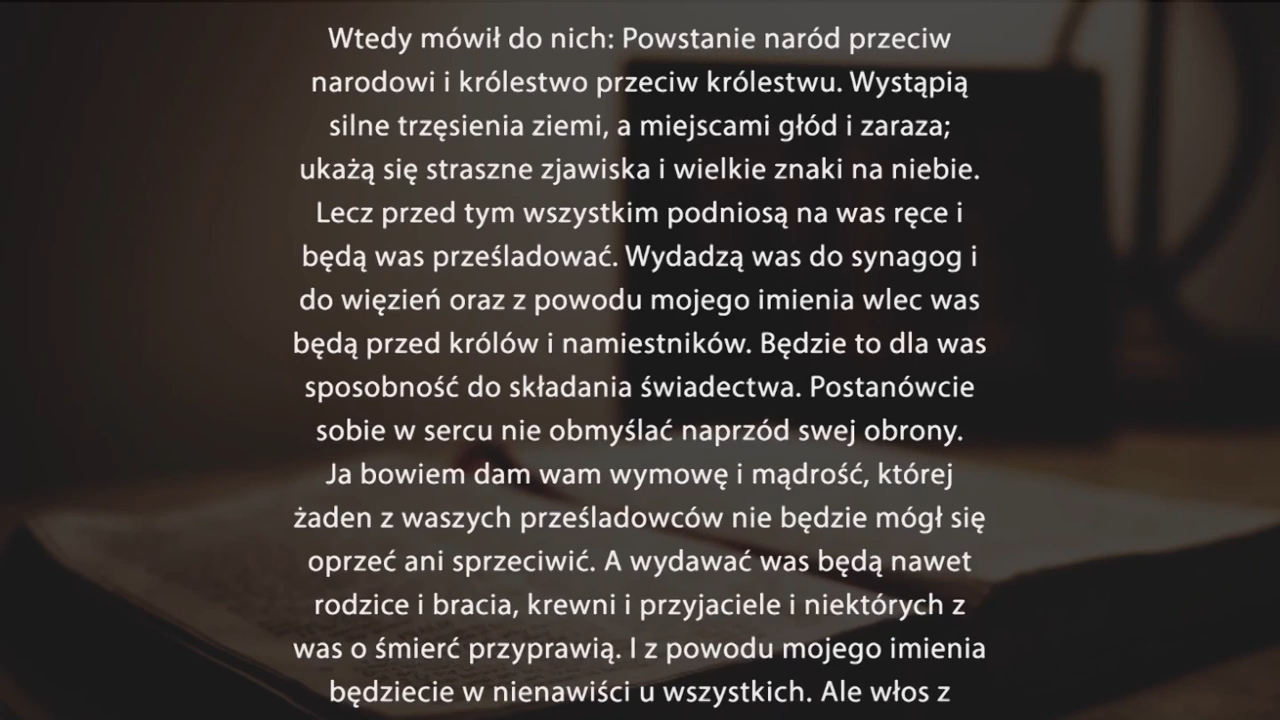 Wtedy mówił do nich: Powstanie naród przeciw
narodowi i królestwo przeciw królestwu. Wystąpią
silne trzęsienia ziemi, a miejscami głód i zaraza;
ukażą się straszne zjawiska i wielkie znaki na niebie.
Lecz przed tym wszystkim podniosą na was ręce i
będą was prześladować. Wydadzą was do synagog i
do więzień oraz z powodu mojego imienia wlec was
będą przed królów i namiestników. Będzie to dla was
sposobność do składania świadectwa. Postanówcie
sobie w sercu nie obmyślać naprzód swej obrony.
Ja bowiem dam wam wymowę i mądrość, której
żaden z waszych prześladowców nie będzie mógł się
oprzeć ani sprzeciwić. A wydawać was będą nawet
rodzice i bracia, krewni i przyjaciele i niektórych z
was o śmierć przyprawią. I z powodu mojego imienia
będziecie w nienawiści u wszystkich. Ale włos z